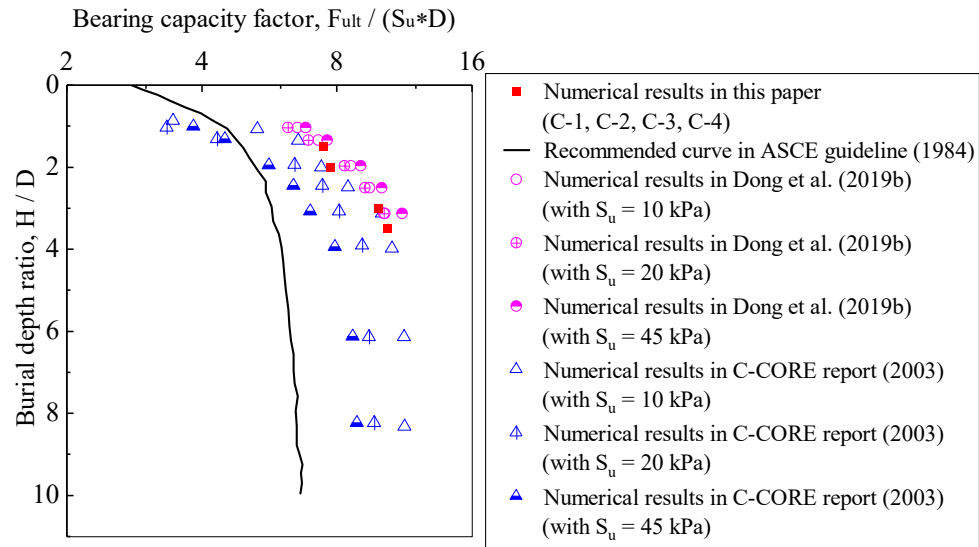 Bearing capacity factor, Fult / (Su*D)
2 4 8 16
0
2
4
6
8
10
Burial depth ratio, H / D
Numerical results in this paper
(C-1, C-2, C-3, C-4)
Recommended curve in ASCE guideline (1984)
Numerical results in Dong et al. (2019b)
(with Su = 10 kPa)
Numerical results in Dong et al. (2019b)
(with Su = 20 kPa)
Numerical results in Dong et al. (2019b)
(with Su = 45 kPa)
Numerical results in C-CORE report (2003)
(with Su = 10 kPa)
Numerical results in C-CORE report (2003)
(with Su = 20 kPa)
Numerical results in C-CORE report (2003)
(with Su = 45 kPa)